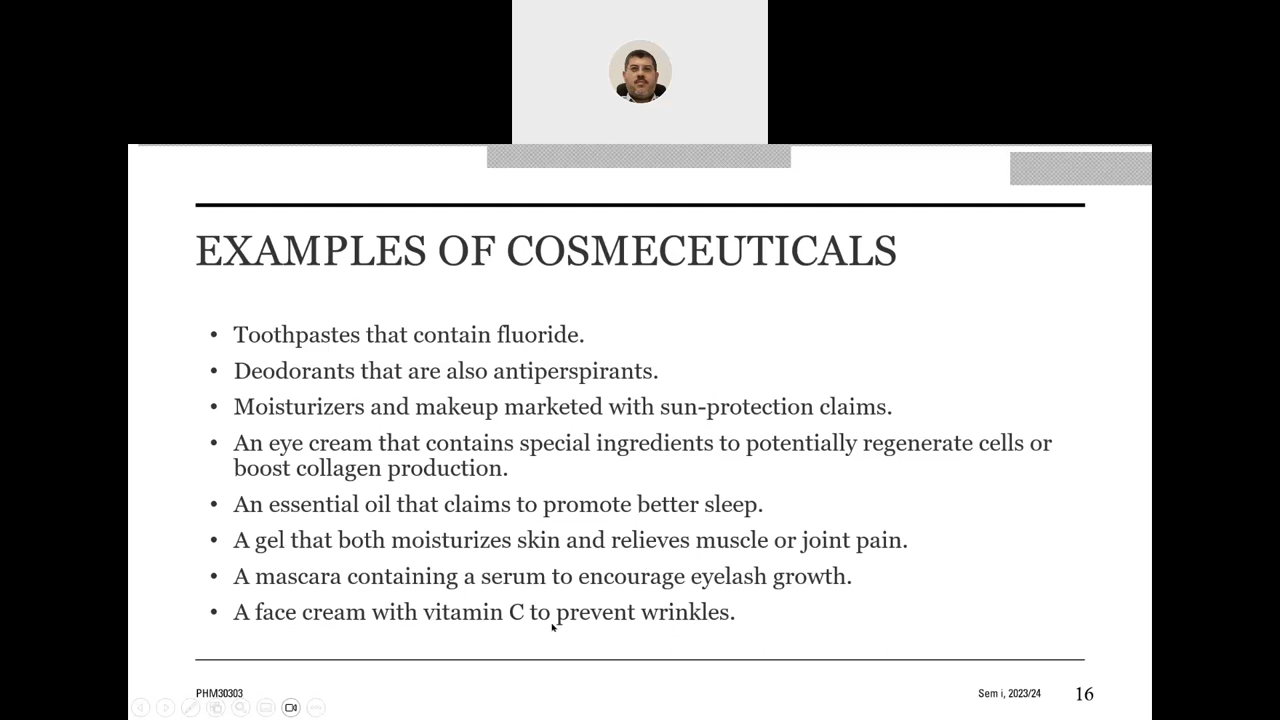 EXAMPLES OF COSMECEUTICALS
• Toothpastes that contain fluoride.
• Deodorants that are also antiperspirants.
• Moisturizers and makeup marketed with sun-protection claims.
• An eye cream that contains special ingredients to potentially regenerate cells or
boost collagen production.
• An essential oil that claims to promote better sleep.
• A gel that both moisturizes skin and relieves muscle or joint pain.
• A mascara containing a serum to encourage eyelash growth.
• A face cream with vitamin C to prevent wrinkles.
PHM30303
Sem i, 2023/24
16